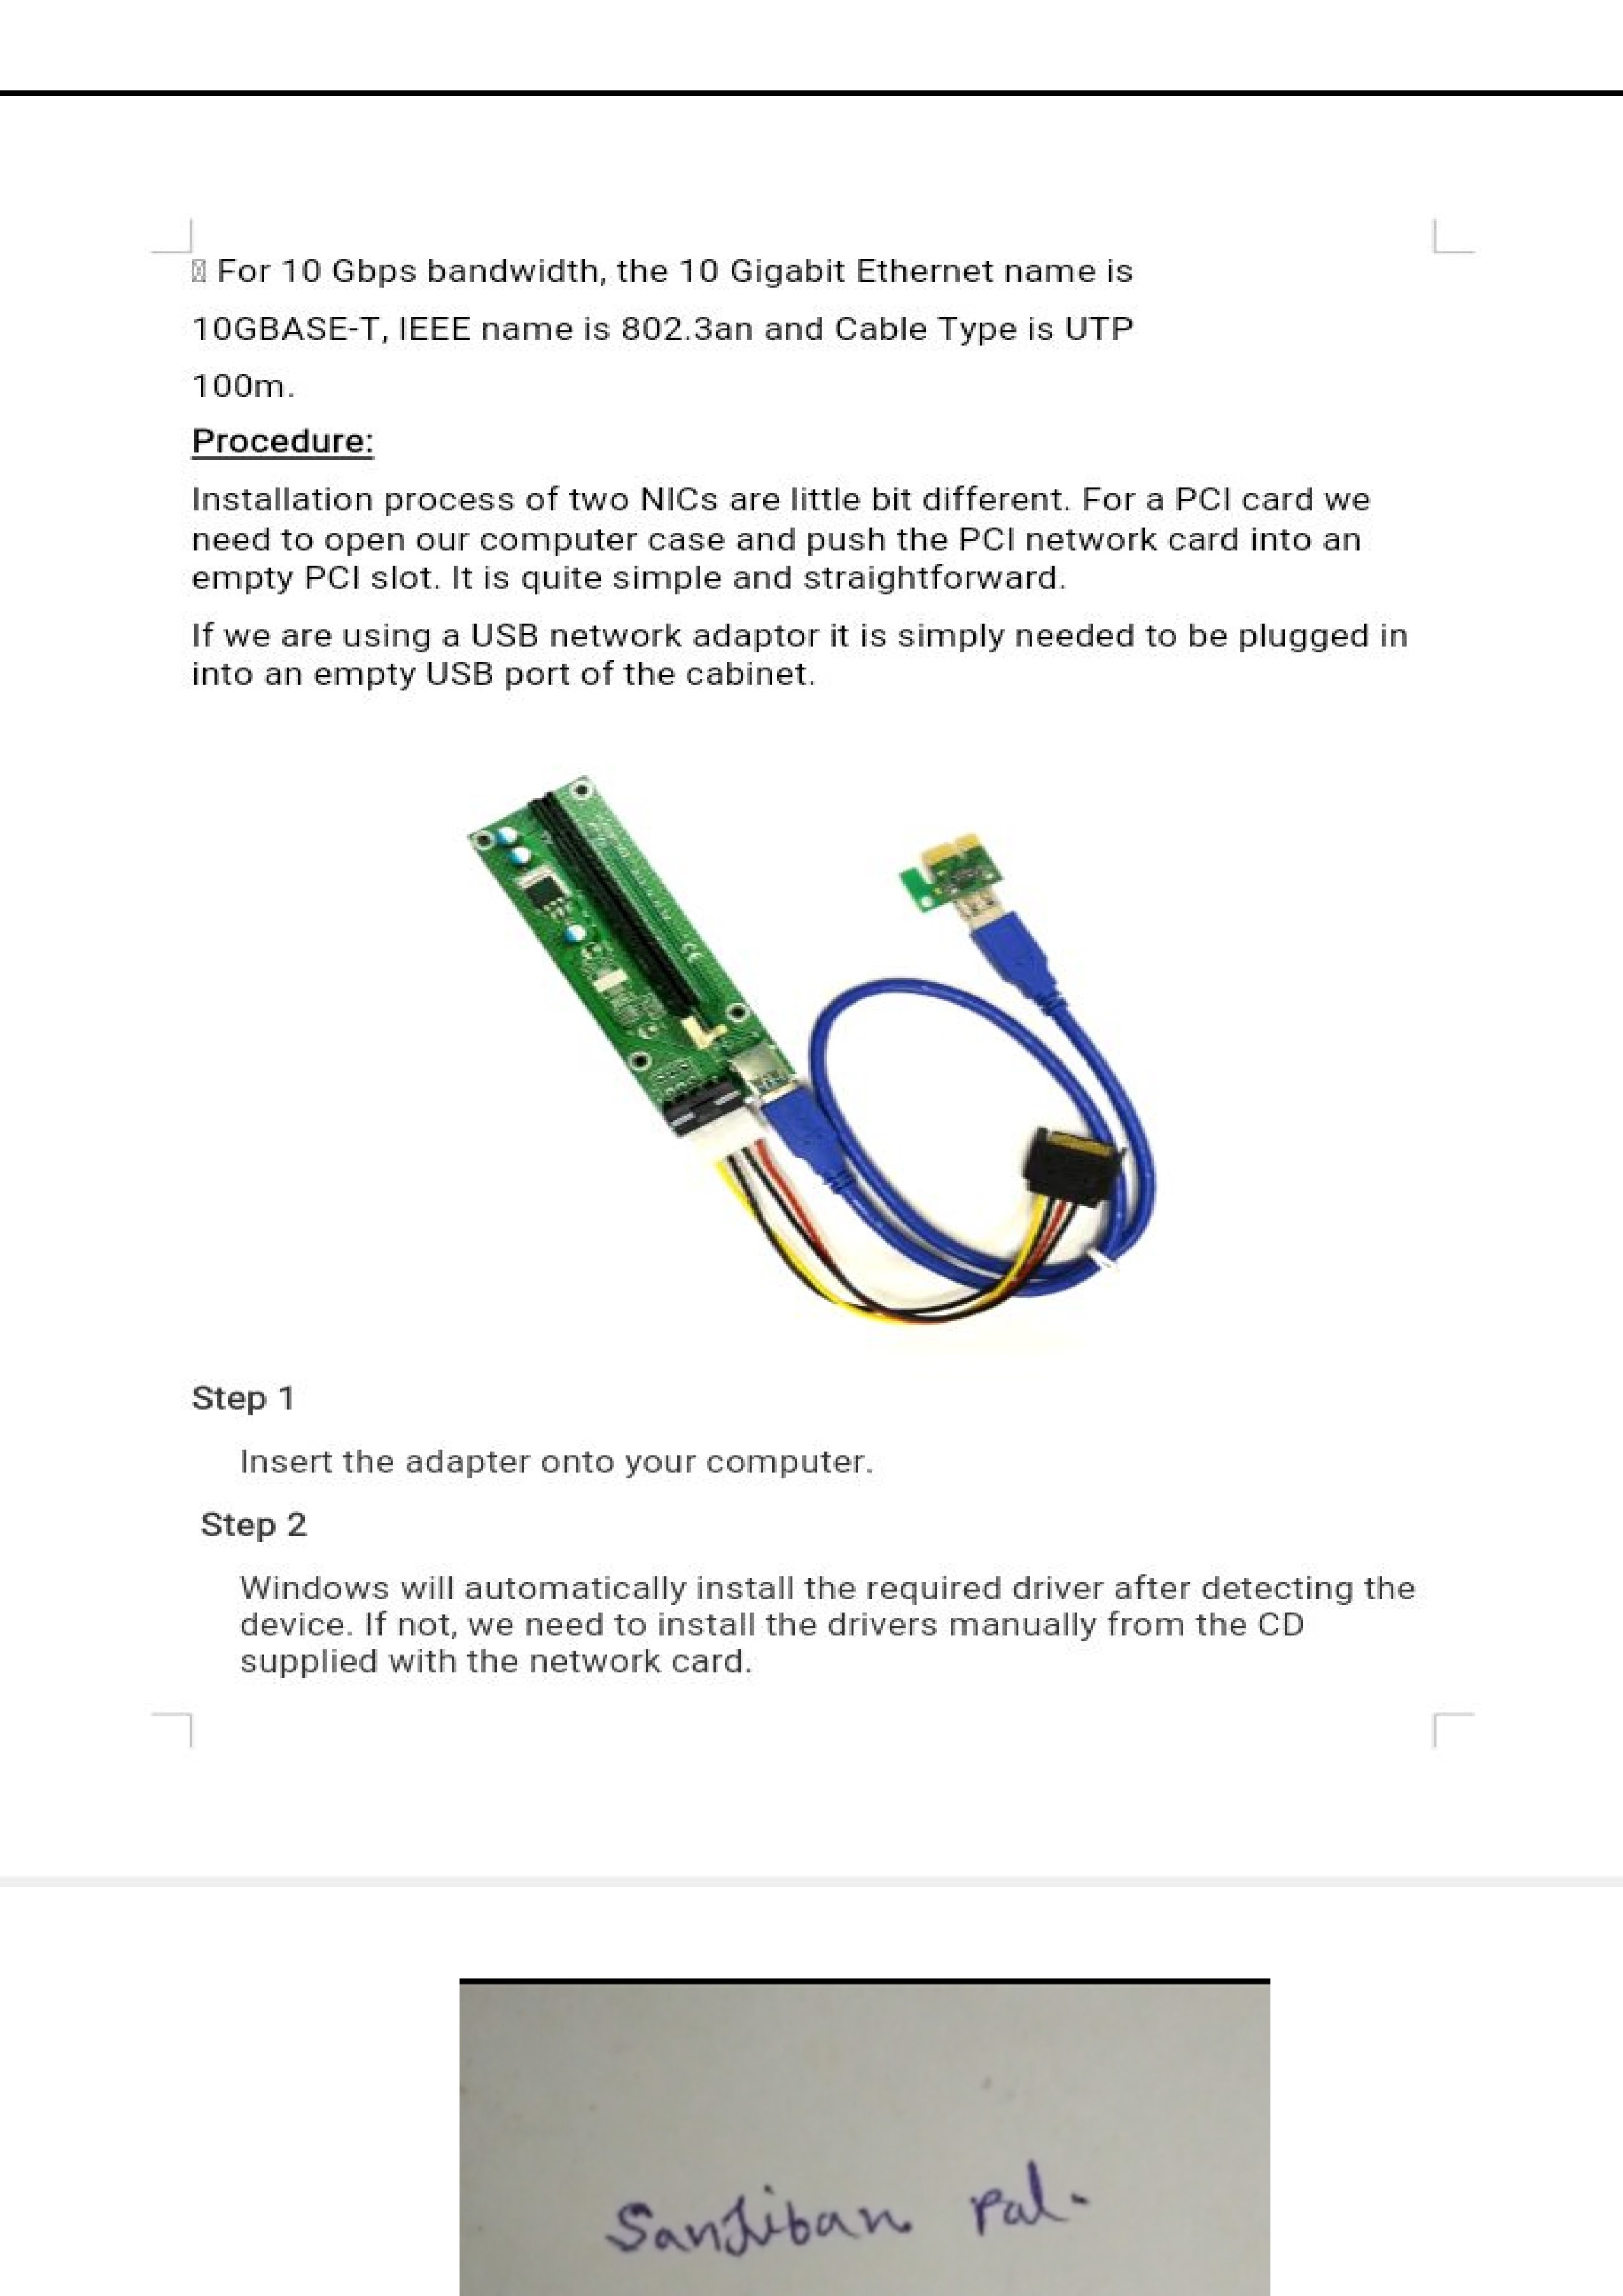 For 10 Gbps bandwidth, the 10 Gigabit Ethernet name is
10GBASE-T, IEEE name is 802.3an and Cable Type is UTP
100m.
Procedure:
Installation process of two NICs are little bit different. For a PCI card we
need to open our computer case and push the PCI network card into an
empty PCI slot. It is quite simple and straightforward.
If we are using a USB network adaptor it is simply needed to be plugged in
into an empty USB port of the cabinet.
Step 1
Insert the adapter onto your computer.
Step 2
Windows will automatically install the required driver after detecting the
device. If not, we need to install the drivers manually from the CD
supplied with the network card.
Sanjiban Pal.